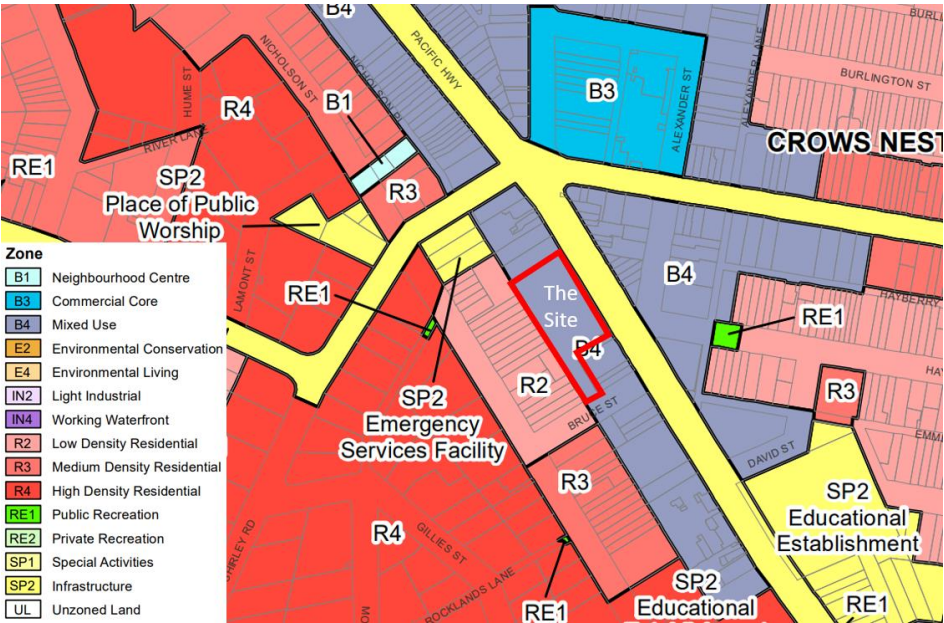 B4
PACIFIC HWY
NICHOLSON ST
NICHOLSON PL
HUME ST
R4
B1
B3
ALEXANDER ST
ALEXANDER LANE
BURLINGTON ST
CROWS NEST
RIVER LANE
RE1
SP2
Place of Public
Worship
R3
LAMONT ST
RE1
The
Site
B4
B4
RE1
HAYBERRY
R2
R3
SP2
Emergency
Services Facility
BRUCE ST
DAVID ST
R3
R4
GILLIES ST
ROCKLANDS LANE
SHIRLEY RD
RE1
SP2
Educational
SP2
Educational
Establishment
RE1
Zone
B1 Neighbourhood Centre
B3 Commercial Core
B4 Mixed Use
E2 Environmental Conservation
E4 Environmental Living
IN2 Light Industrial
IN4 Working Waterfront
R2 Low Density Residential
R3 Medium Density Residential
R4 High Density Residential
RE1 Public Recreation
RE2 Private Recreation
SP1 Special Activities
SP2 Infrastructure
UL Unzoned Land